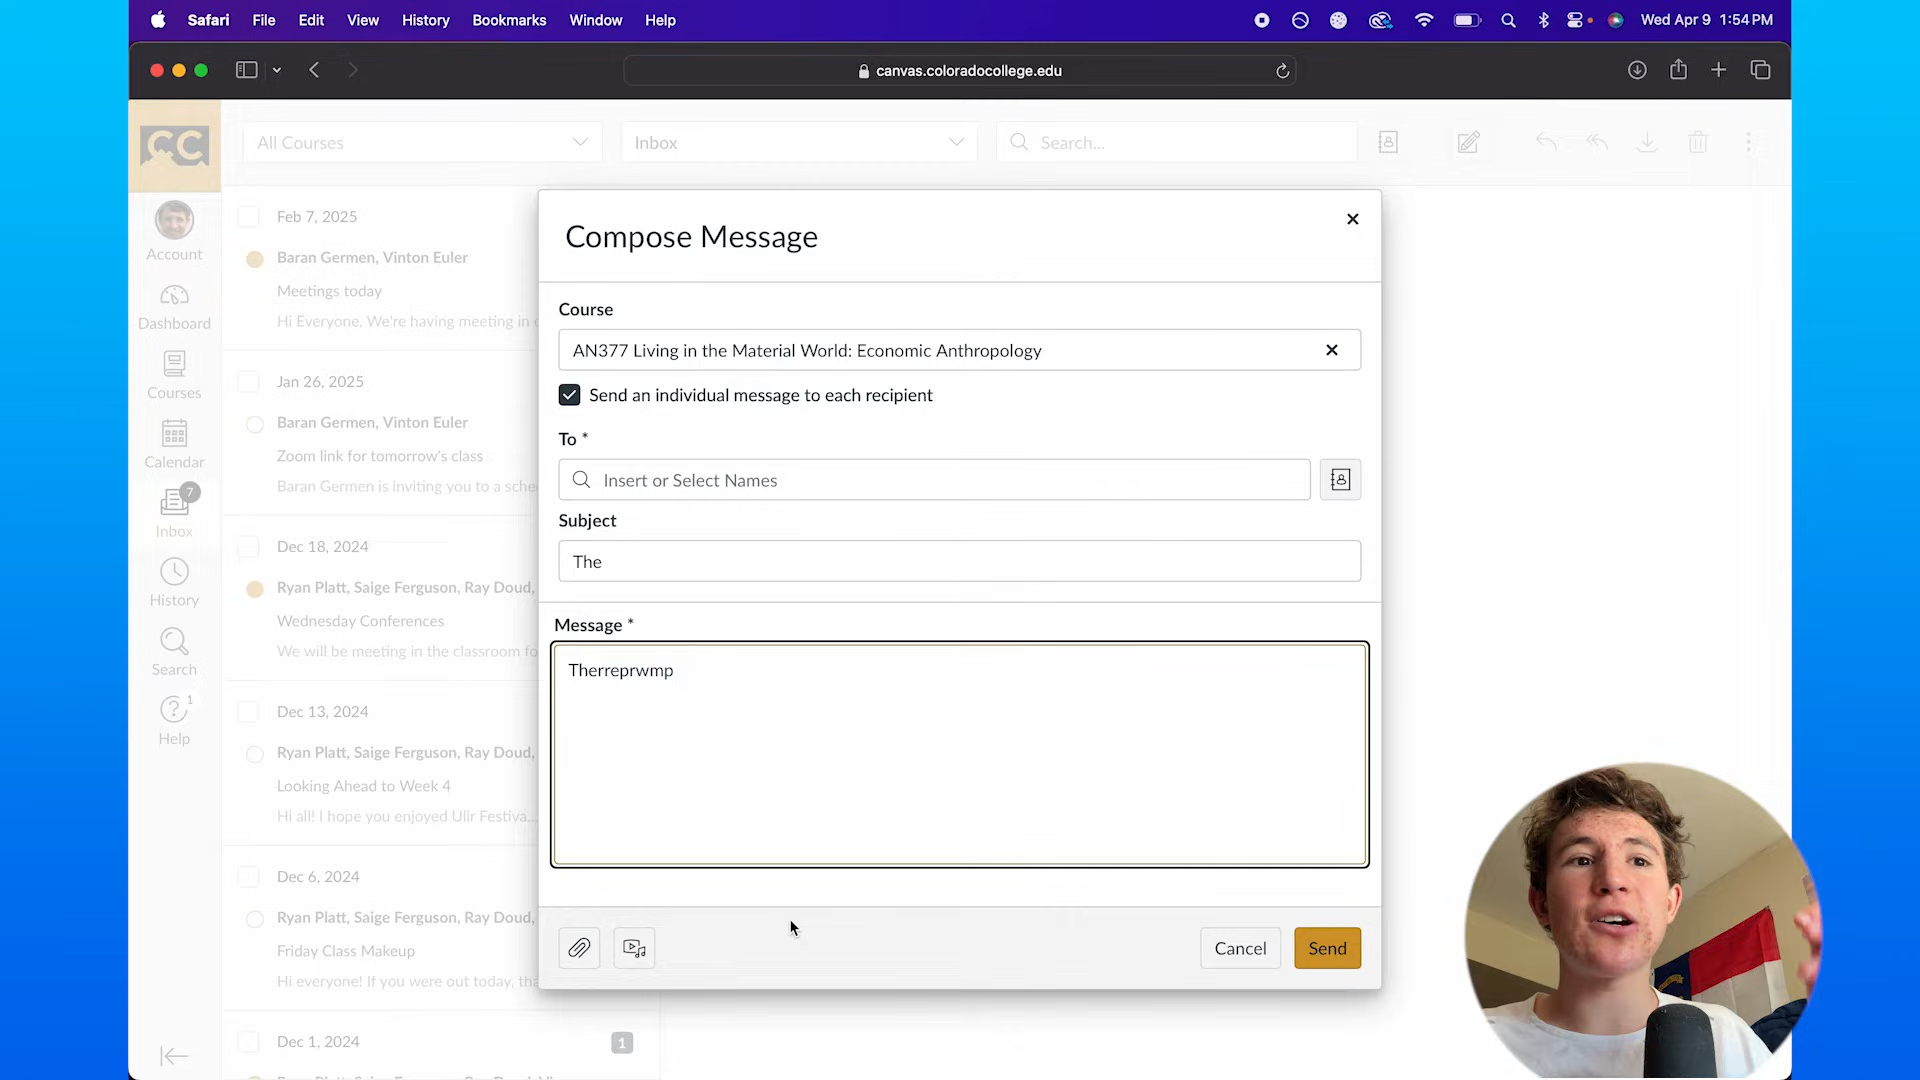 Safari File Edit View History Bookmarks Window Help Wed Apr 9 1:54 PM
canvas.coloradocollege.edu
CC
All Courses Inbox Search...
Account
Dashboard
Courses
Calendar
7
Inbox
History
Search
1
Help
Feb 7, 2025
Baran Germen, Vinton Euler
Meetings today
Hi Everyone, We're having meeting in
Jan 26, 2025
Baran Germen, Vinton Euler
Zoom link for tomorrow's class
Baran Germen is inviting you to a sche
Dec 18, 2024
Ryan Platt, Saige Ferguson, Ray Doud,
Wednesday Conferences
We will be meeting in the classroom fo
Dec 13, 2024
Ryan Platt, Saige Ferguson, Ray Doud,
Looking Ahead to Week 4
Hi all! I hope you enjoyed Ullr Festiva...
Dec 6, 2024
Ryan Platt, Saige Ferguson, Ray Doud,
Friday Class Makeup
Hi everyone! If you were out today, tha
Dec 1, 2024
1
Compose Message
Course
AN377 Living in the Material World: Economic Anthropology
Send an individual message to each recipient
To *
Insert or Select Names
Subject
The
Message *
Therreprwmp
Cancel Send